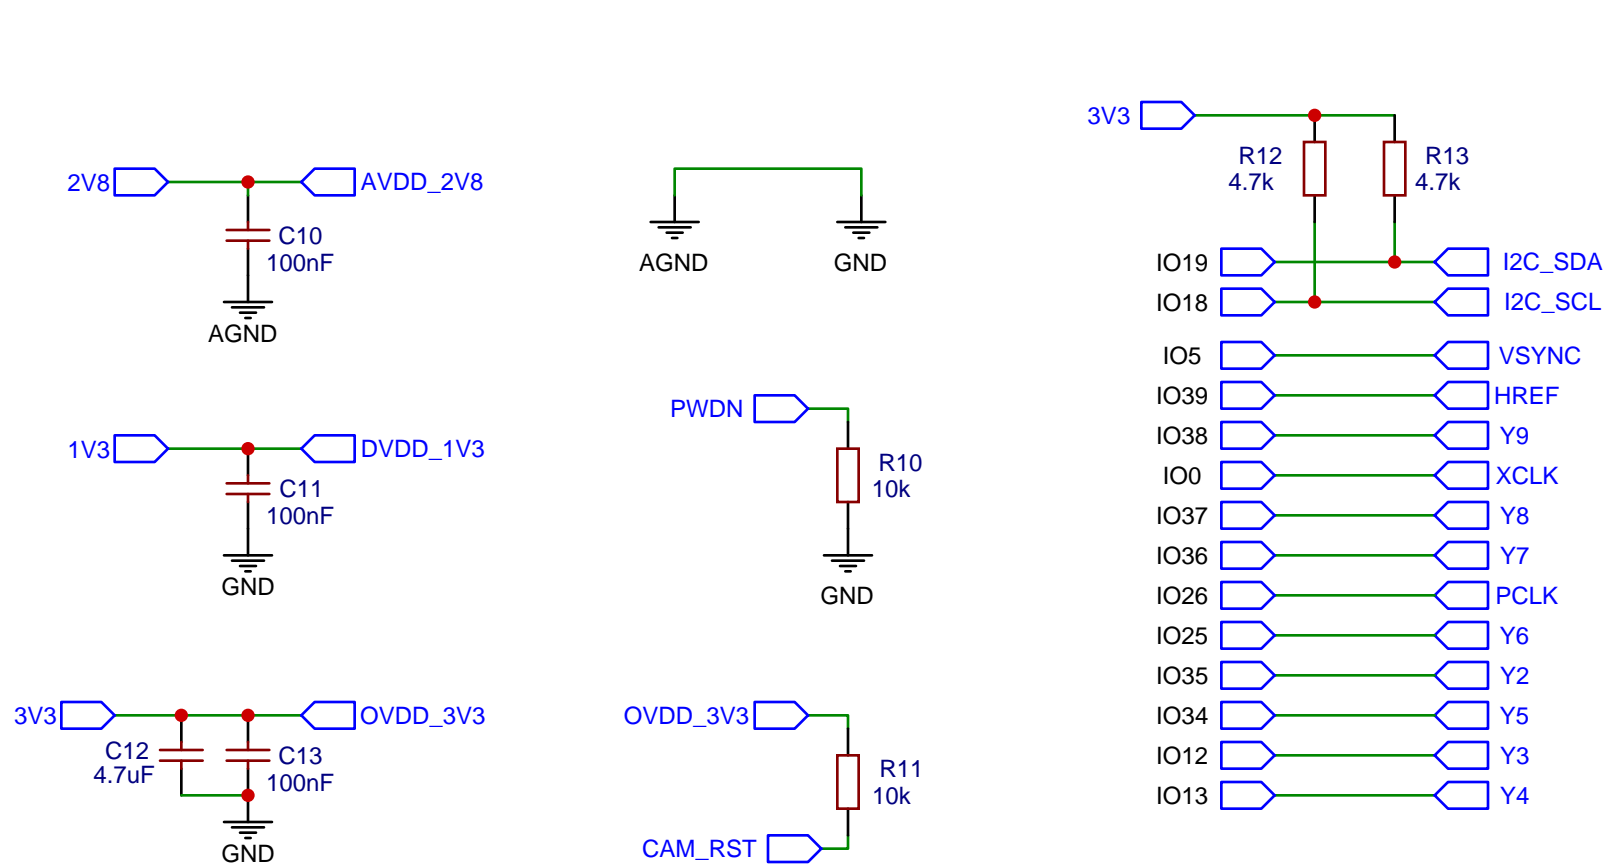 2V8 AVDD_2V8
C10
100nF
AGND
1V3 DVDD_1V3
C11
100nF
GND
3V3 OVDD_3V3
C12 C13
4.7uF 100nF
GND
AGND GND
PWDN
R10
10k
GND
OVDD_3V3
R11
10k
CAM_RST
3V3
R12 R13
4.7k 4.7k
IO19 I2C_SDA
IO18 I2C_SCL
IO5 VSYNC
IO39 HREF
IO38 Y9
IO0 XCLK
IO37 Y8
IO36 Y7
IO26 PCLK
IO25 Y6
IO35 Y2
IO34 Y5
IO12 Y3
IO13 Y4